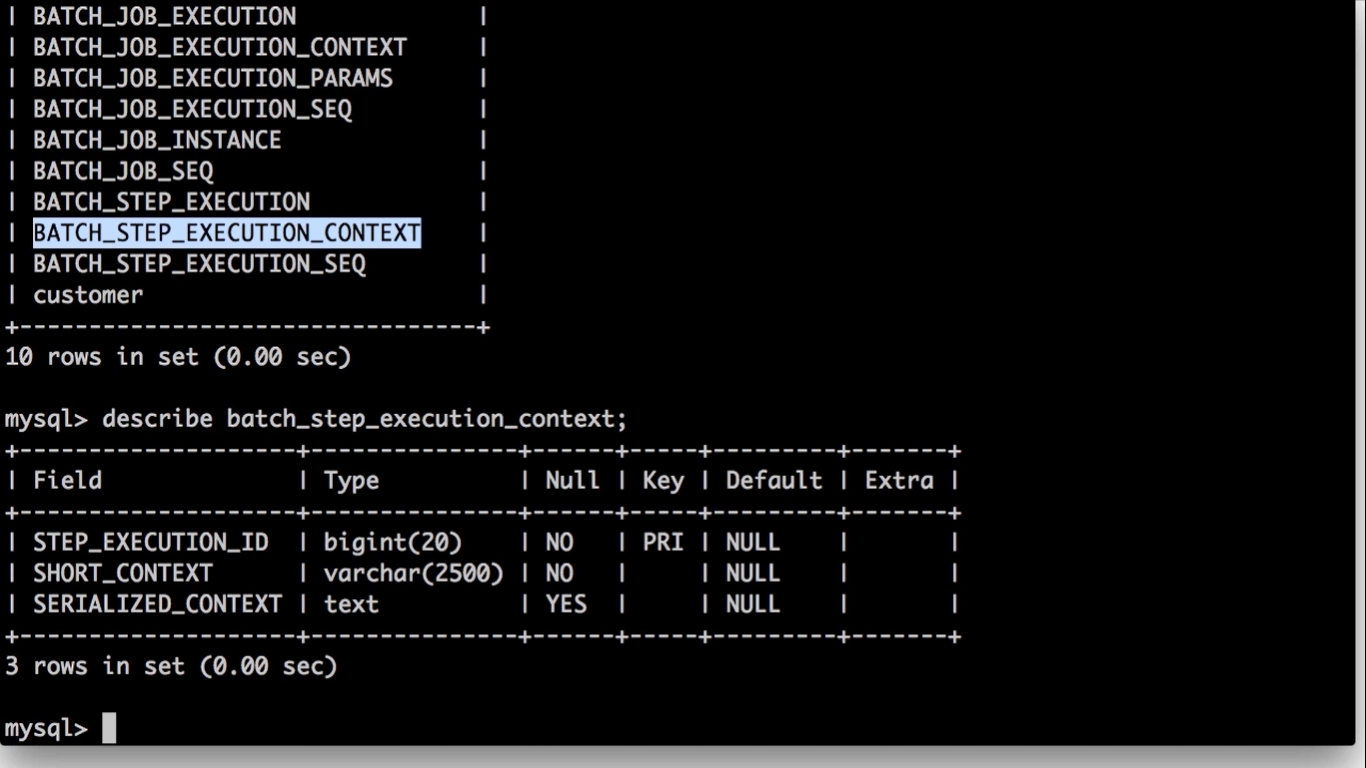 | BATCH_JOB_EXECUTION             |
| BATCH_JOB_EXECUTION_CONTEXT     |
| BATCH_JOB_EXECUTION_PARAMS      |
| BATCH_JOB_EXECUTION_SEQ         |
| BATCH_JOB_INSTANCE              |
| BATCH_JOB_SEQ                   |
| BATCH_STEP_EXECUTION            |
| BATCH_STEP_EXECUTION_CONTEXT    |
| BATCH_STEP_EXECUTION_SEQ        |
| customer                        |
+---------------------------------+
10 rows in set (0.00 sec)
mysql> describe batch_step_execution_context;
+--------------------+---------------+------+-----+---------+-------+
| Field              | Type          | Null | Key | Default | Extra |
+--------------------+---------------+------+-----+---------+-------+
| STEP_EXECUTION_ID  | bigint(20)    | NO   | PRI | NULL    |       |
| SHORT_CONTEXT      | varchar(2500) | NO   |     | NULL    |       |
| SERIALIZED_CONTEXT | text          | YES  |     | NULL    |       |
+--------------------+---------------+------+-----+---------+-------+
3 rows in set (0.00 sec)
mysql>